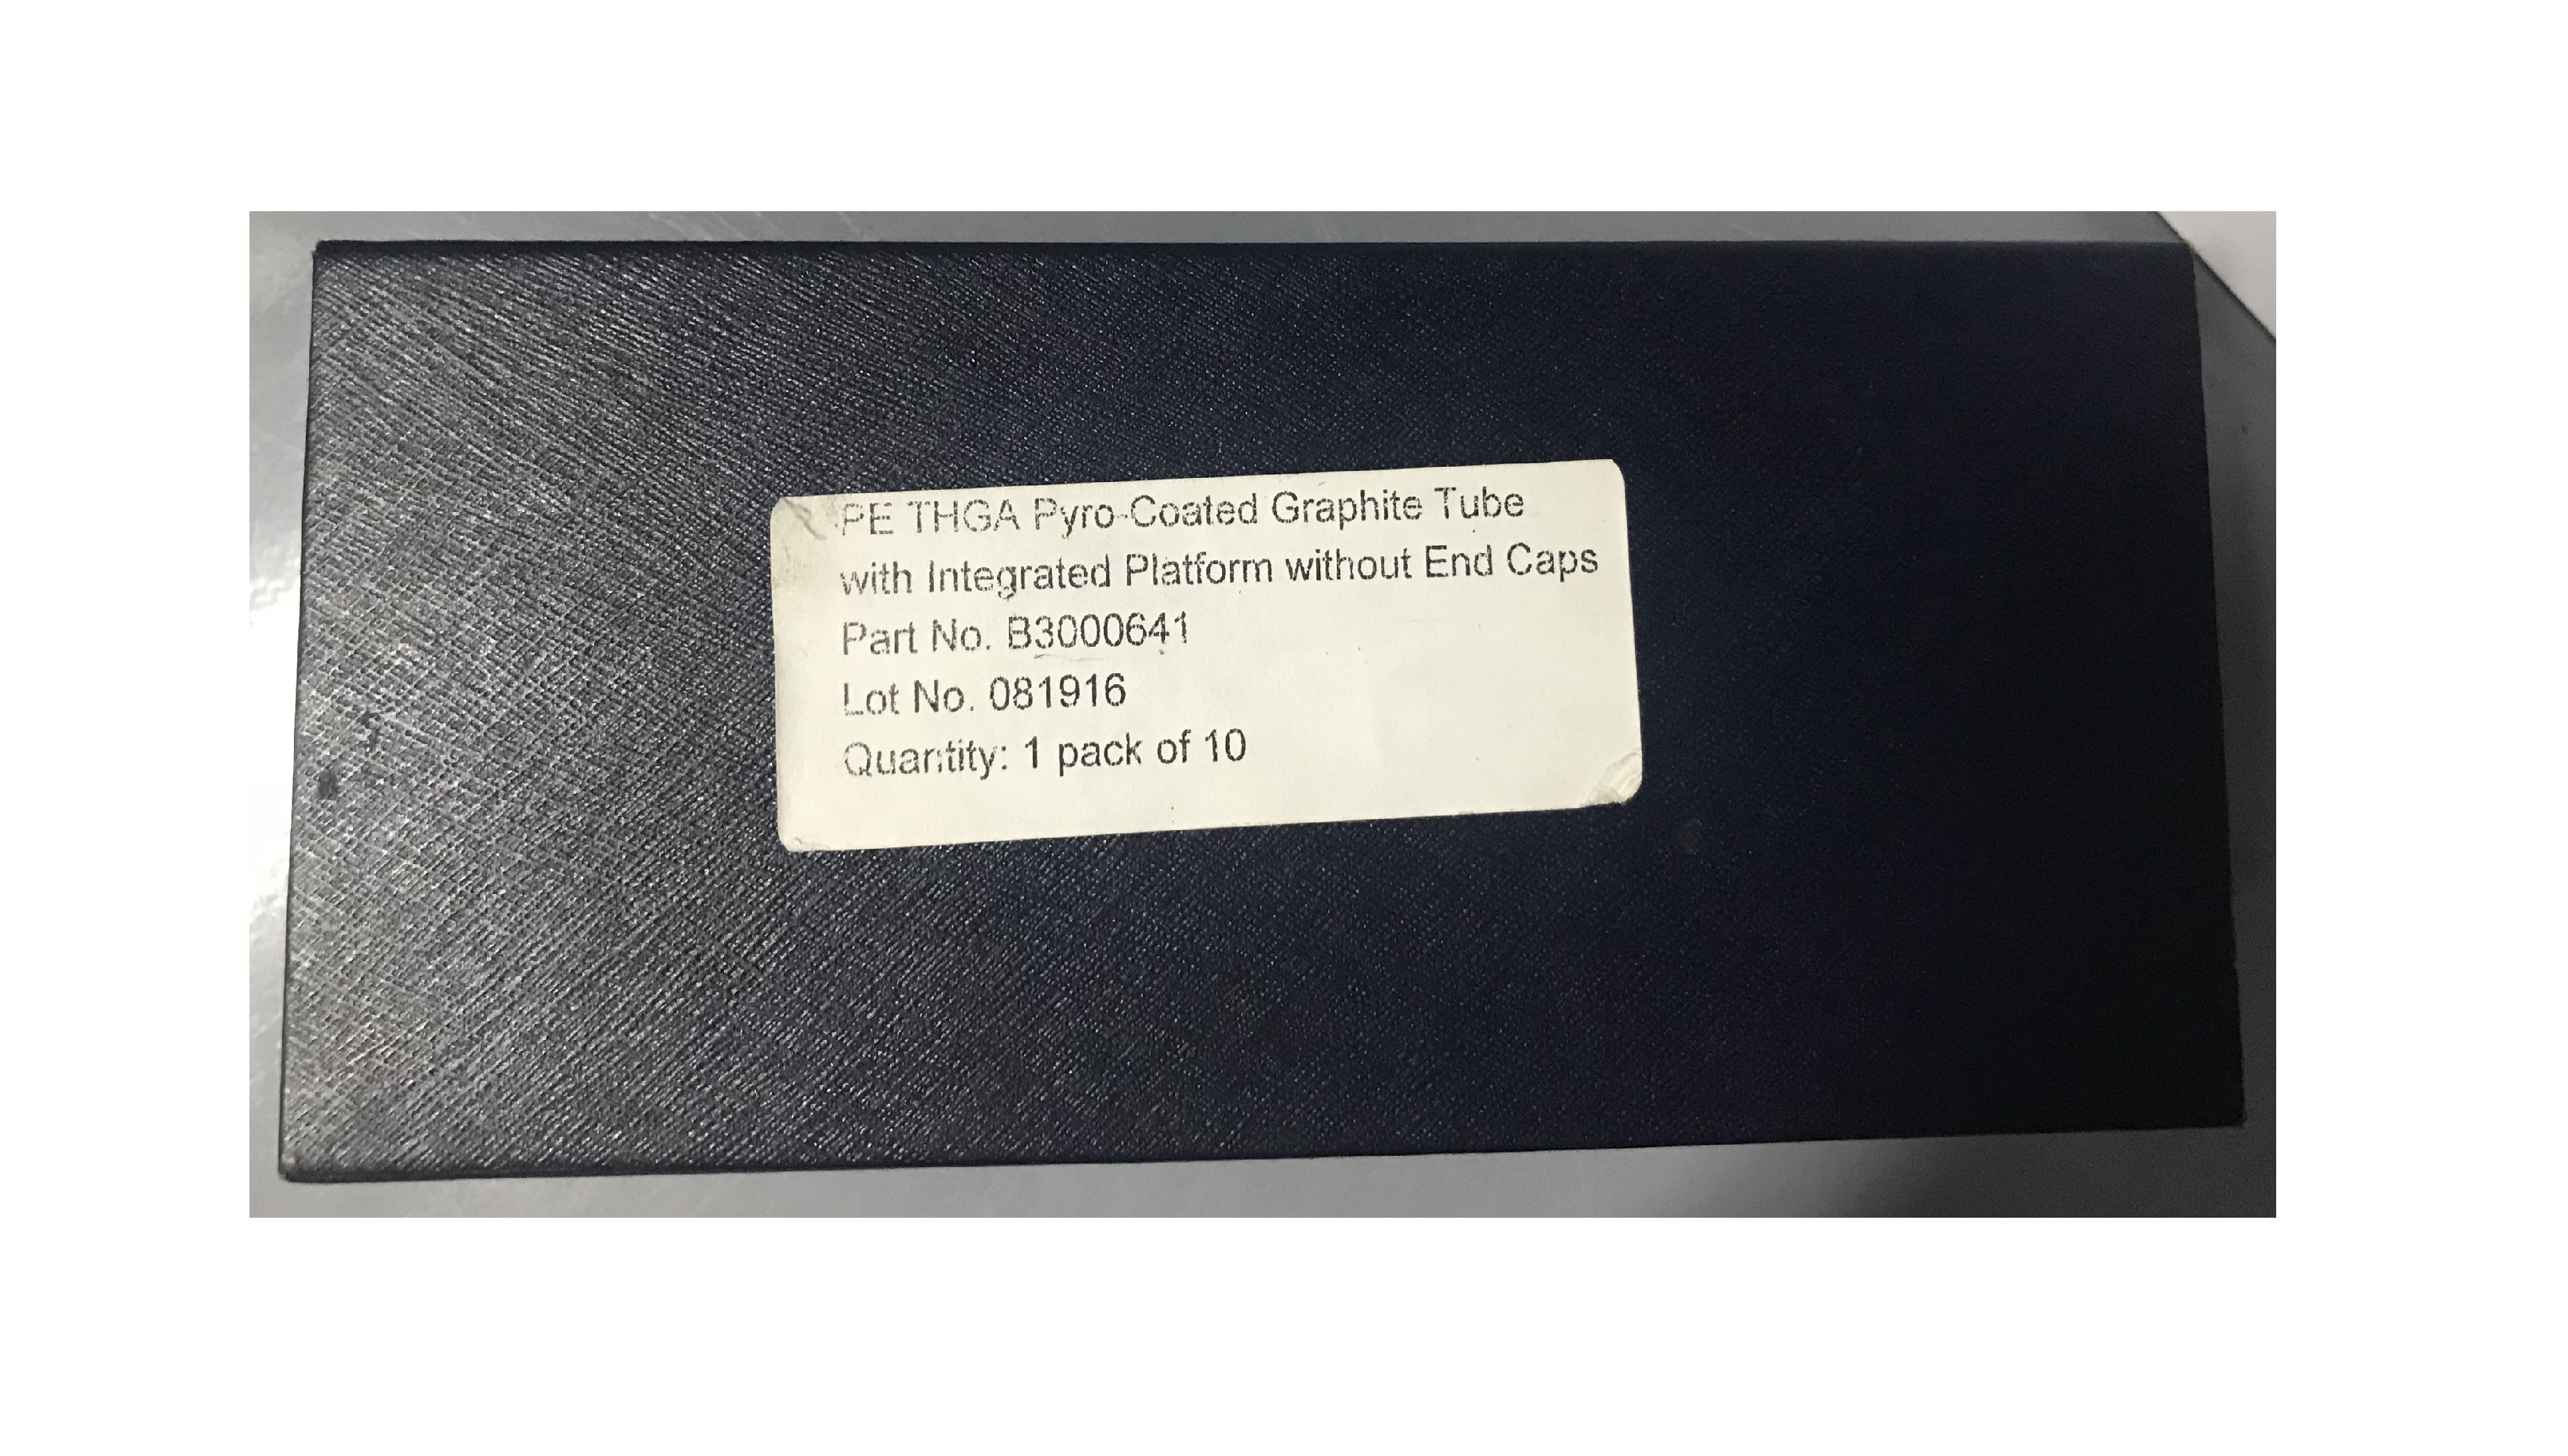 PE THGA Pyro-Coated Graphite Tube
with Integrated Platform without End Caps
Part No. B3000641
Lot No. 081916
Quantity: 1 pack of 10